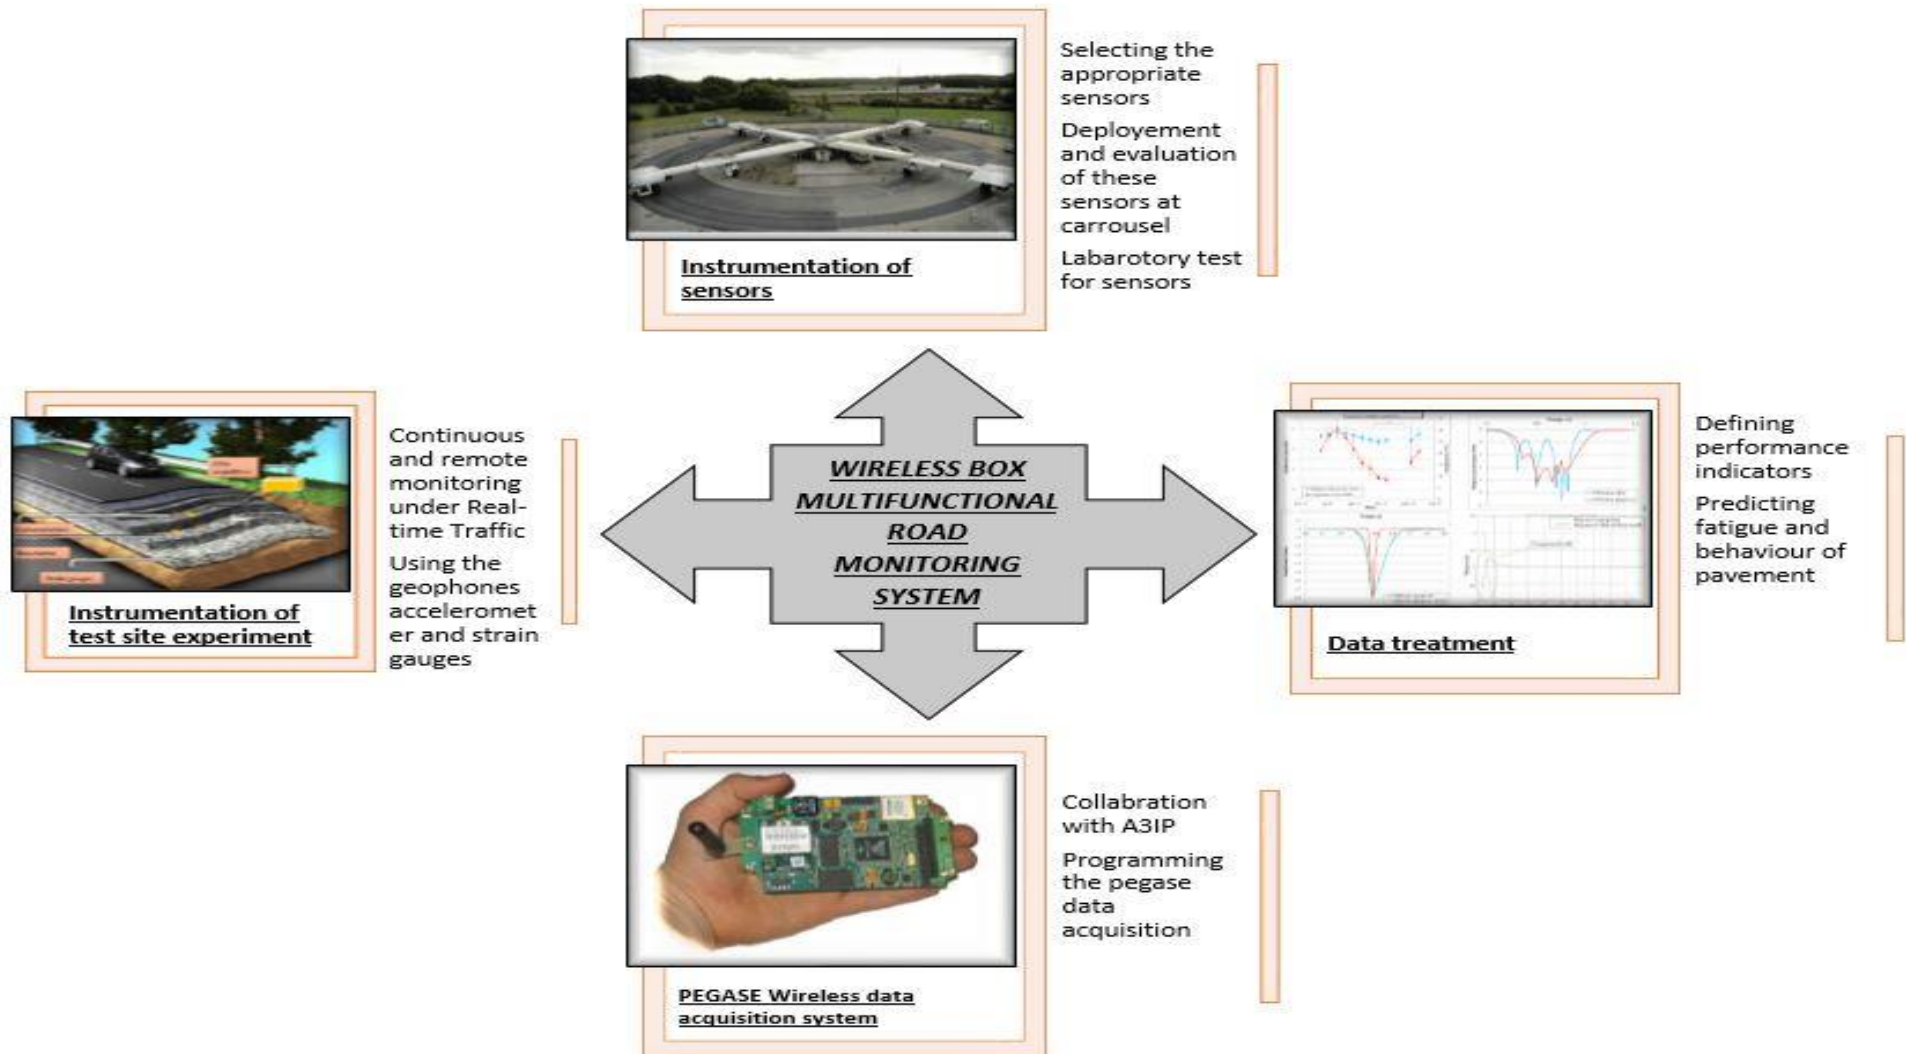 Selecting the
appropriate
sensors
Deployement
and evaluation
of these
sensors at
carrousel
Labarotory test
for sensors
Instrumentation of
sensors
Continuous
and remote
monitoring
under Real-
time Traffic
Using the
geophones
acceleromet
er and strain
gauges
Instrumentation of
test site experiment
WIRELESS BOX
MULTIFUNCTIONAL
ROAD
MONITORING
SYSTEM
Defining
performance
indicators
Predicting
fatigue and
behaviour of
pavement
Data treatment
Collabration
with A3IP
Programming
the pegase
data
acquisition
PEGASE Wireless data
acquisition system